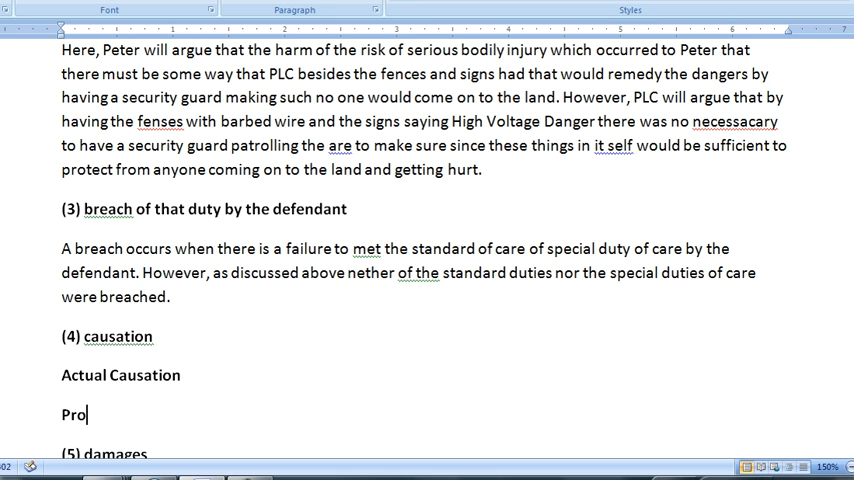 Font Paragraph Styles
1 2 3 4 5 6 7
Here, Peter will argue that the harm of the risk of serious bodily injury which occurred to Peter that
there must be some way that PLC besides the fences and signs had that would remedy the dangers by
having a security guard making such no one would come on to the land. However, PLC will argue that by
having the fenses with barbed wire and the signs saying High Voltage Danger there was no necessacary
to have a security guard patrolling the are to make sure since these things in it self would be sufficient to
protect from anyone coming on to the land and getting hurt.
(3) breach of that duty by the defendant
A breach occurs when there is a failure to met the standard of care of special duty of care by the
defendant. However, as discussed above nether of the standard duties nor the special duties of care
were breached.
(4) causation
Actual Causation
Pro
(5) damages
302 150%